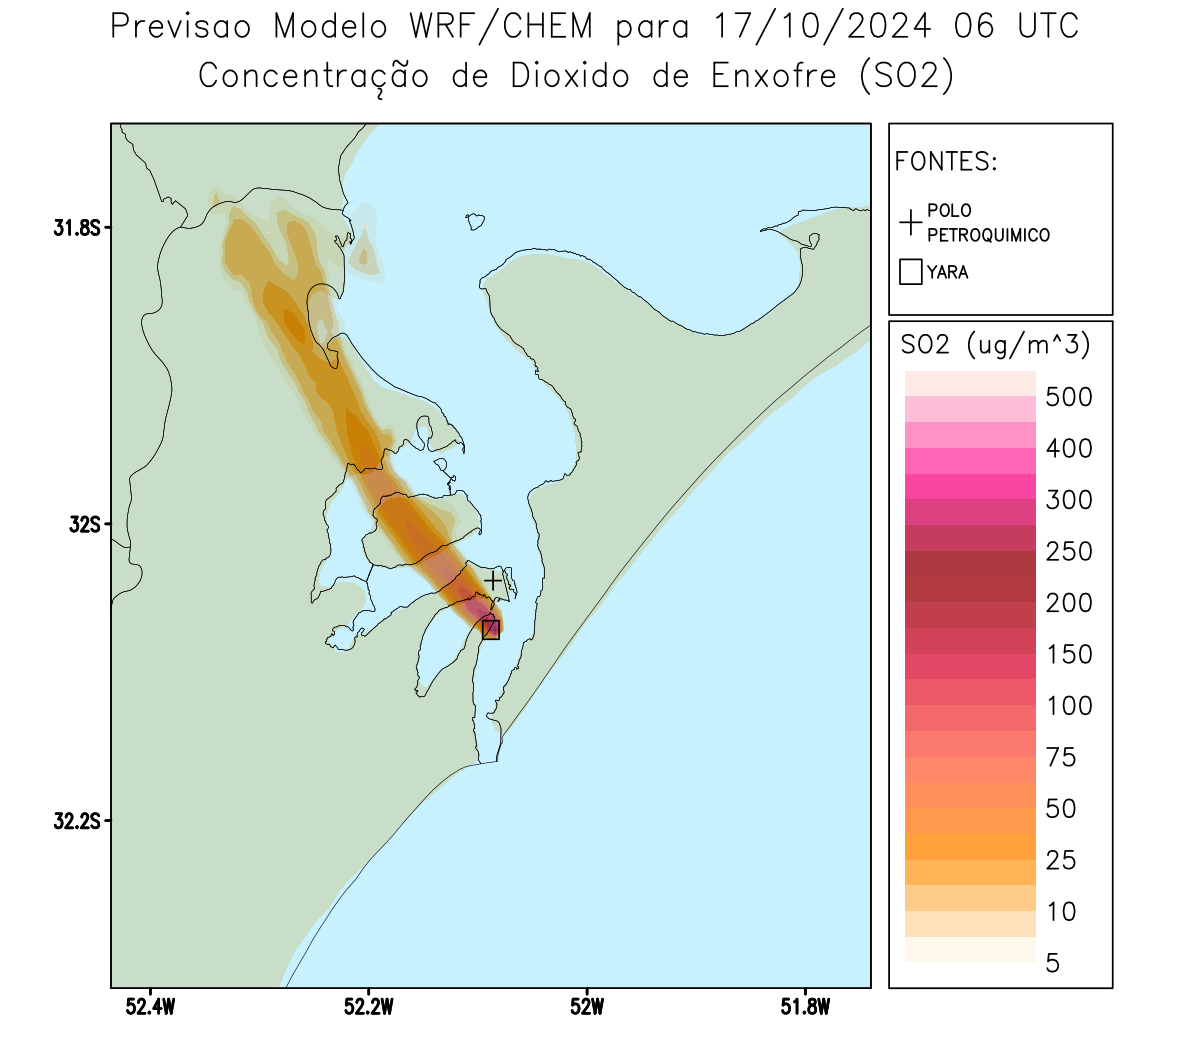 Previsao Modelo WRF/CHEM para 17/10/2024 06 UTC
Concentração de Dioxido de Enxofre (SO2)
FONTES:
POLO
PETROQUIMICO
YARA
SO2 (ug/m^3)
500
400
300
250
200
150
100
75
50
25
10
5
31.8S
32S
32.2S
52.4W
52.2W
52W
51.8W